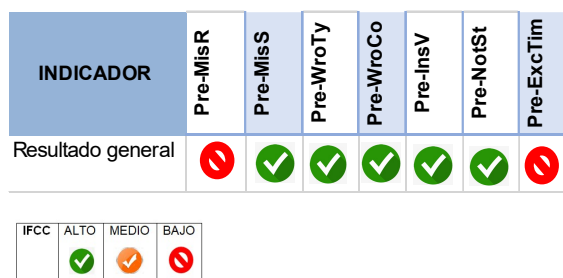 INDICADOR
Pre-MisR
Pre-MisS
Pre-WroTy
Pre-WroCo
Pre-InsV
Pre-NotSt
Pre-ExcTim
Resultado general
IFCC ALTO MEDIO BAJO